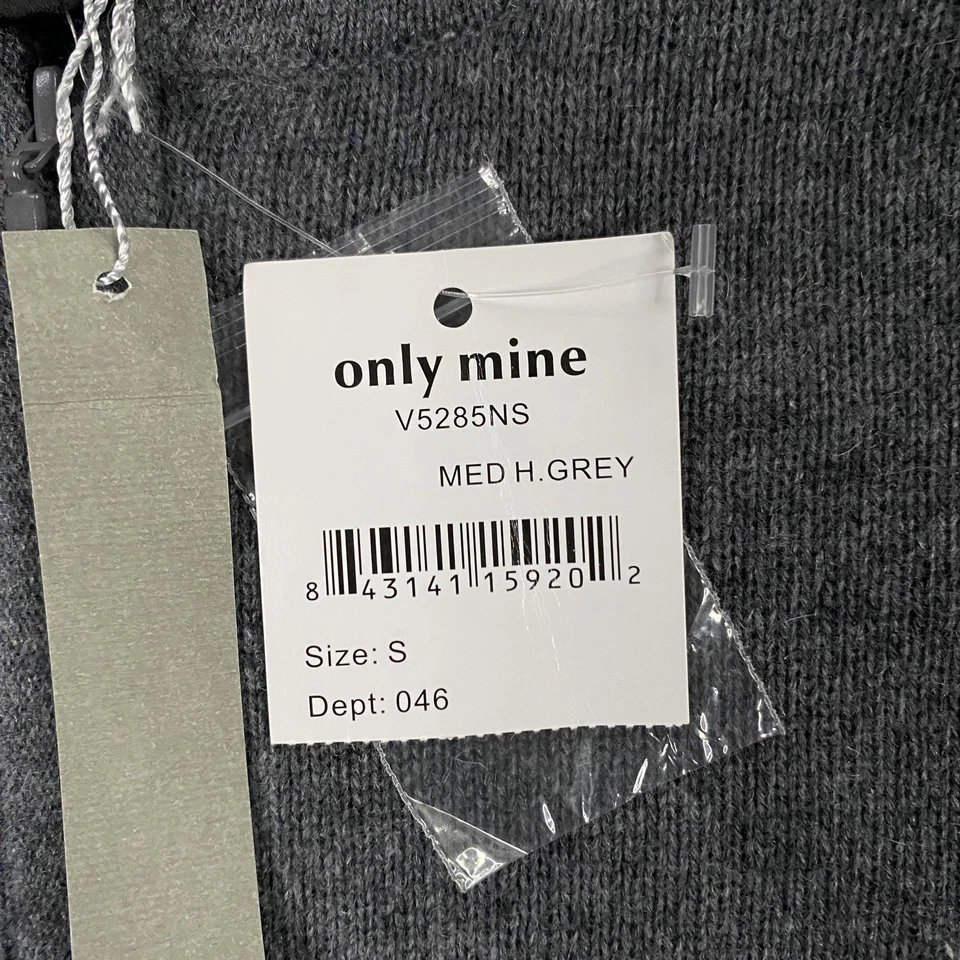 only mine
V5285NS
MED H.GREY
8 43141 15920 2
Size: S
Dept: 046